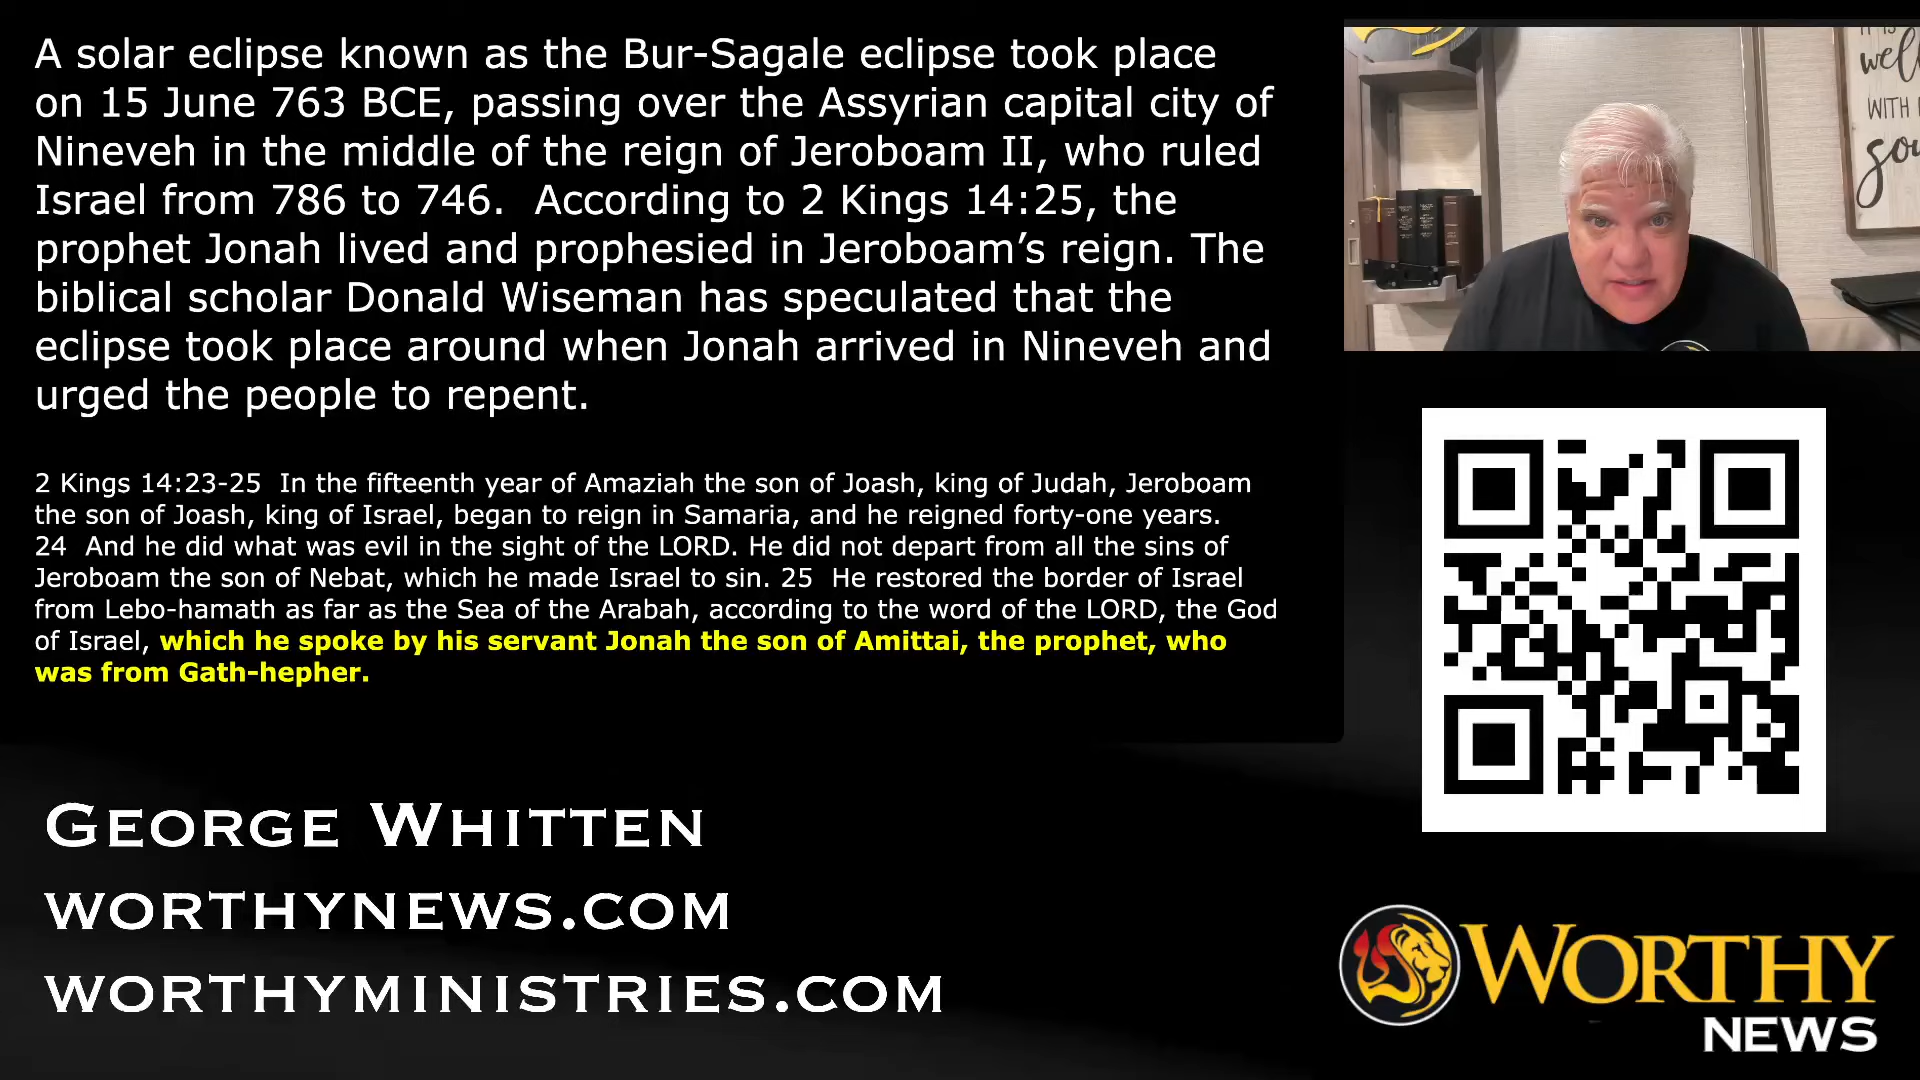 A solar eclipse known as the Bur-Sagale eclipse took place
on 15 June 763 BCE, passing over the Assyrian capital city of
Nineveh in the middle of the reign of Jeroboam II, who ruled
Israel from 786 to 746.  According to 2 Kings 14:25, the
prophet Jonah lived and prophesied in Jeroboam’s reign. The
biblical scholar Donald Wiseman has speculated that the
eclipse took place around when Jonah arrived in Nineveh and
urged the people to repent.
2 Kings 14:23-25  In the fifteenth year of Amaziah the son of Joash, king of Judah, Jeroboam
the son of Joash, king of Israel, began to reign in Samaria, and he reigned forty-one years.
24  And he did what was evil in the sight of the LORD. He did not depart from all the sins of
Jeroboam the son of Nebat, which he made Israel to sin. 25  He restored the border of Israel
from Lebo-hamath as far as the Sea of the Arabah, according to the word of the LORD, the God
of Israel, which he spoke by his servant Jonah the son of Amittai, the prophet, who
was from Gath-hepher.
WITH
GEORGE WHITTEN
WORTHYNEWS.COM
WORTHYMINISTRIES.COM
WORTHY
NEWS